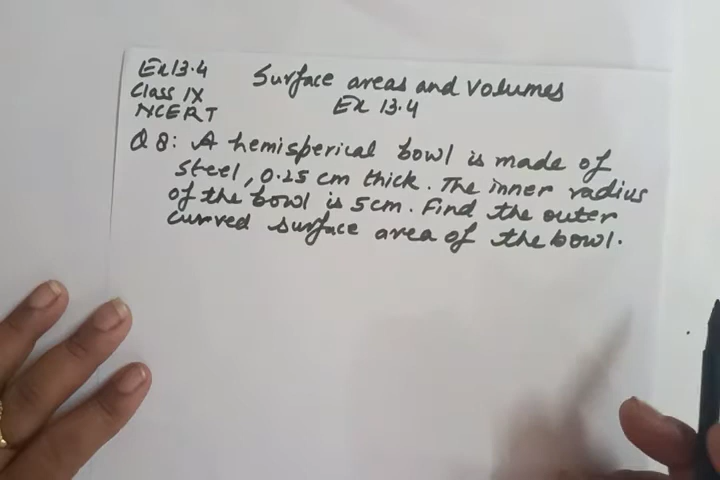 Ex 13.4
Class IX
NCERT
Surface areas and volumes
Ex 13.4
Q 8: A hemisperical bowl is made of
steel, 0.25 cm thick. The inner radius
of the bowl is 5cm. Find the outer
curved surface area of the bowl.